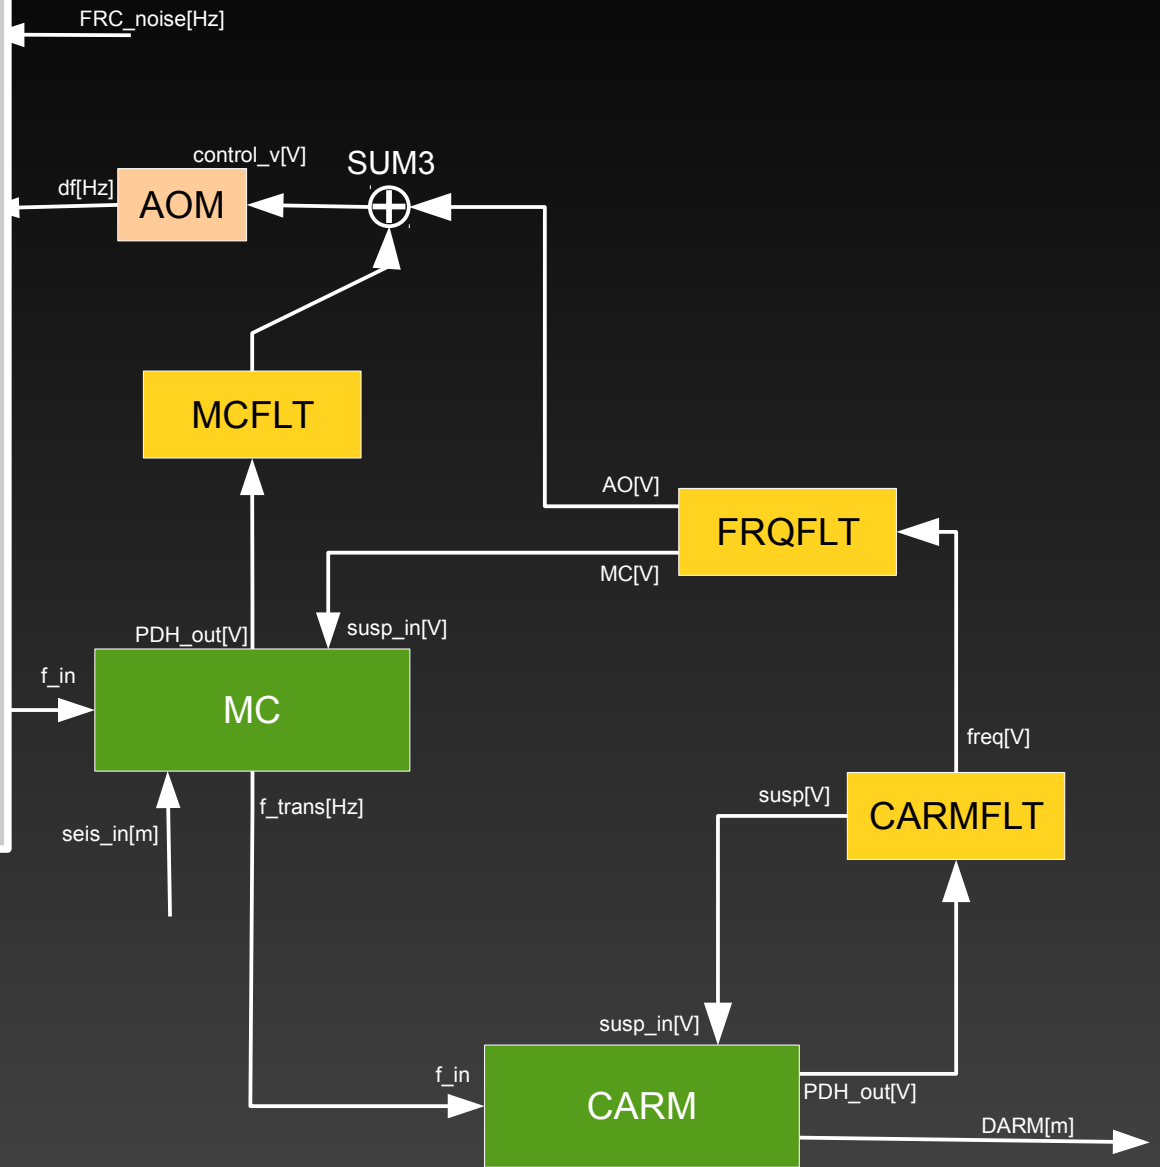 FRC_noise[Hz]
control_v[V]
SUM3
df[Hz]
AOM
MCFLT
AO[V]
FRQFLT
MC[V]
PDH_out[V]
susp_in[V]
f_in
MC
freq[V]
susp[V]
f_trans[Hz]
CARMFLT
seis_in[m]
susp_in[V]
f_in
CARM
PDH_out[V]
DARM[m]